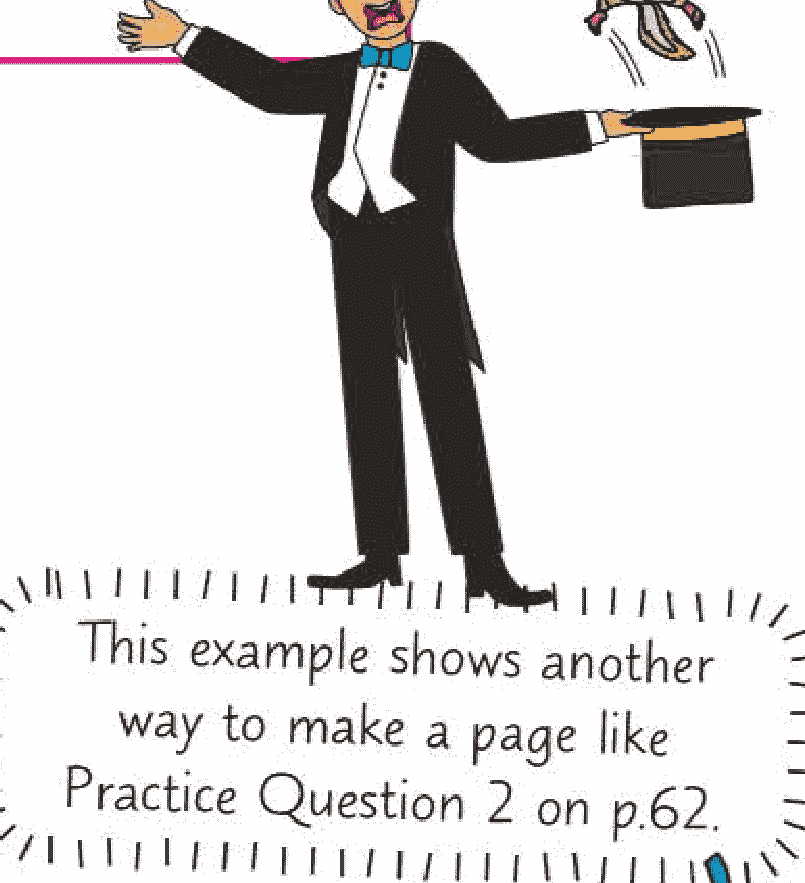 This example shows another
way to make a page like
Practice Question 2 on p.62.